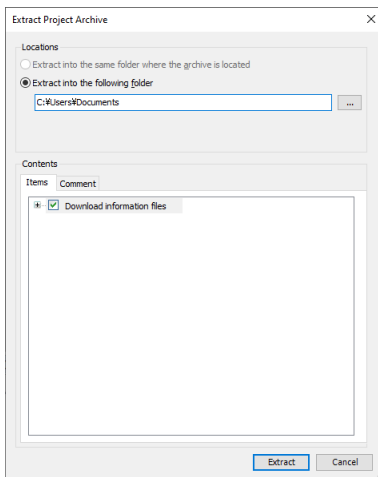 Extract Project Archive
Locations
Extract into the same folder where the archive is located
Extract into the following folder
C:¥Users¥Documents
...
Contents
Items Comment
Download information files
Extract Cancel